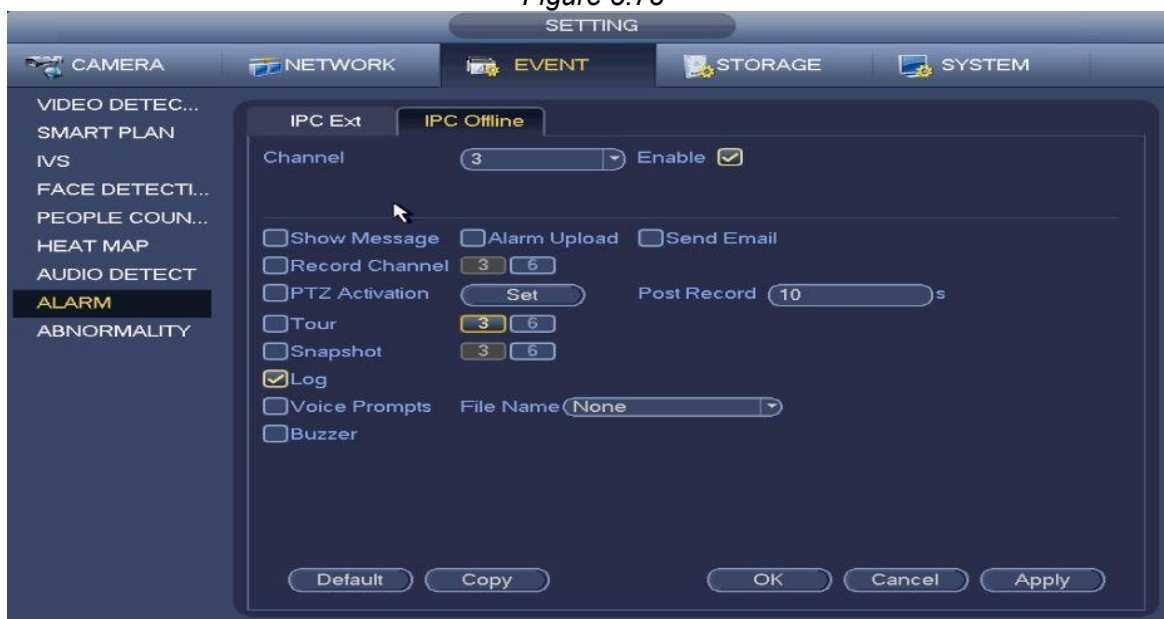 SETTING
CAMERA NETWORK EVENT STORAGE SYSTEM
VIDEO DETEC...
SMART PLAN
IVS
FACE DETECTI...
PEOPLE COUN...
HEAT MAP
AUDIO DETECT
ALARM
ABNORMALITY
IPC Ext IPC Offline
Channel 3 Enable
Show Message Alarm Upload Send Email
Record Channel 3 6
PTZ Activation Set Post Record 10 s
Tour 3 6
Snapshot 3 6
Log
Voice Prompts File Name None
Buzzer
Default Copy OK Cancel Apply